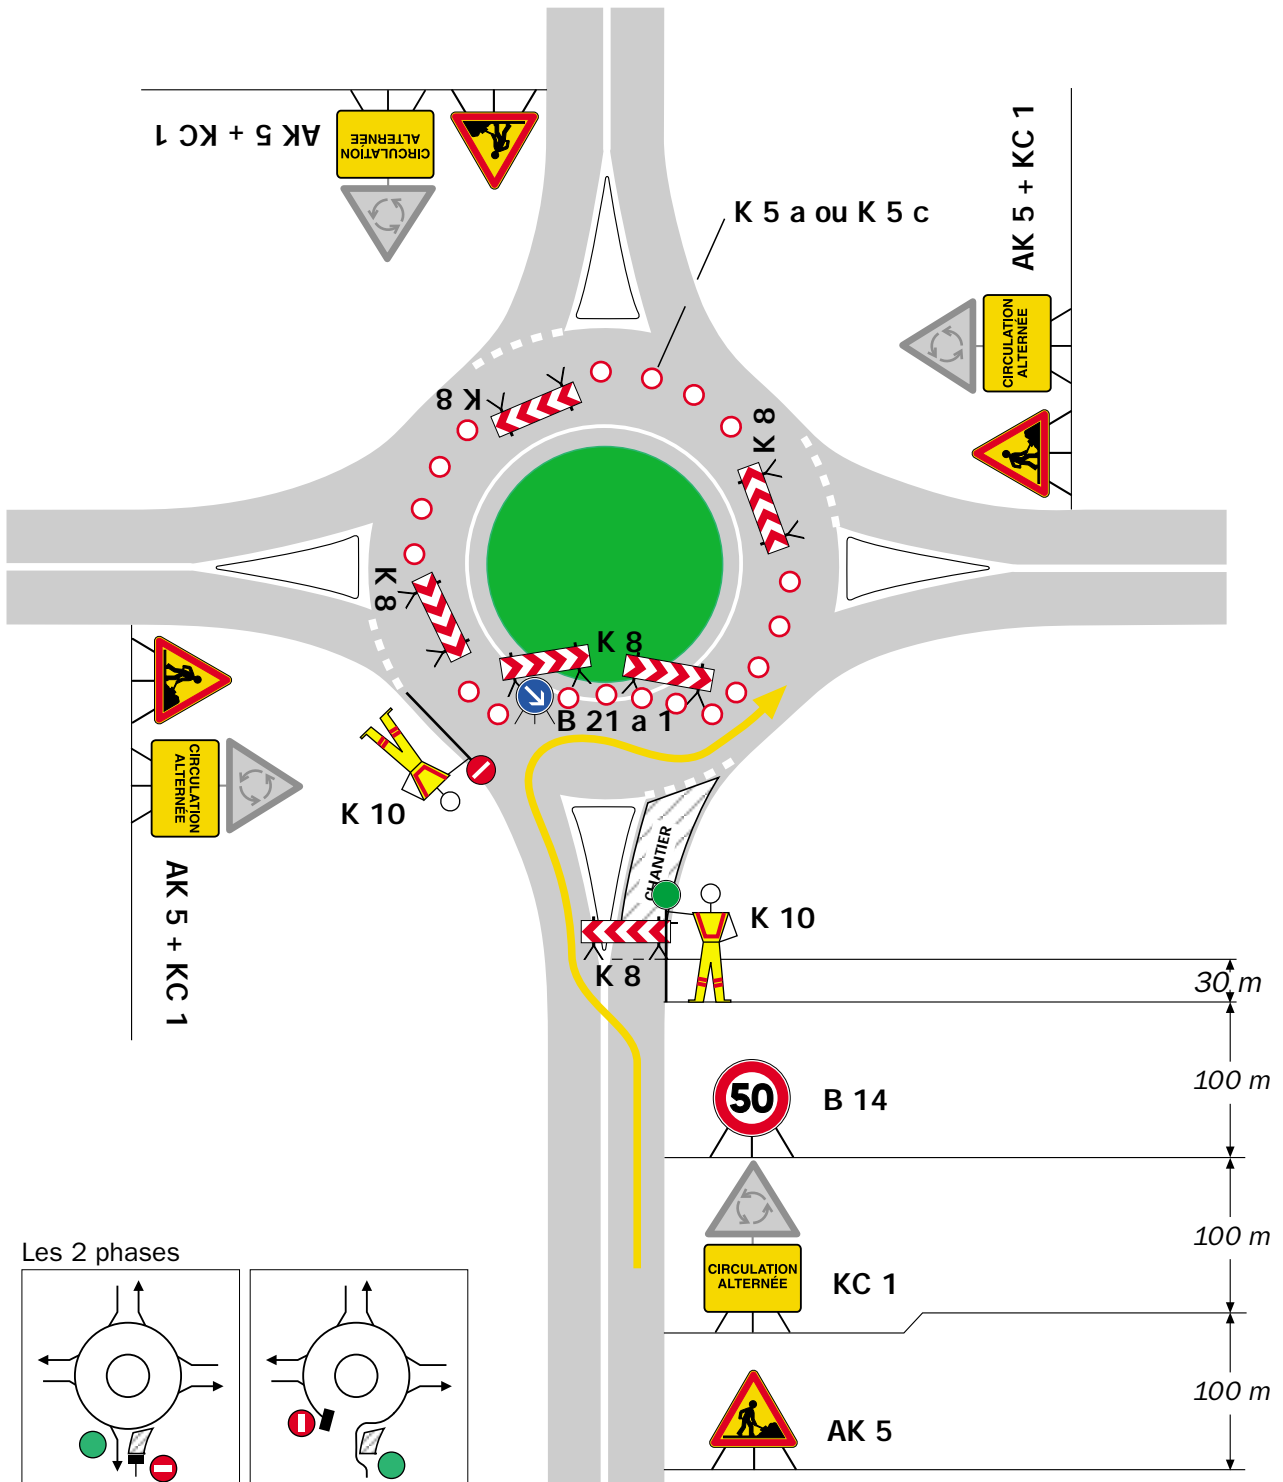 AK 5 + KC 1
CIRCULATION
ALTERNÉE
K 5 a ou K 5 c
AK 5 + KC 1
CIRCULATION
ALTERNÉE
K 8
K 8
K 8
K 8
B 21 a 1
CIRCULATION
ALTERNÉE
AK 5 + KC 1
K 10
CHANTIER
K 10
K 8
30 m
50
B 14
100 m
CIRCULATION
ALTERNÉE
KC 1
100 m
Les 2 phases
AK 5
100 m